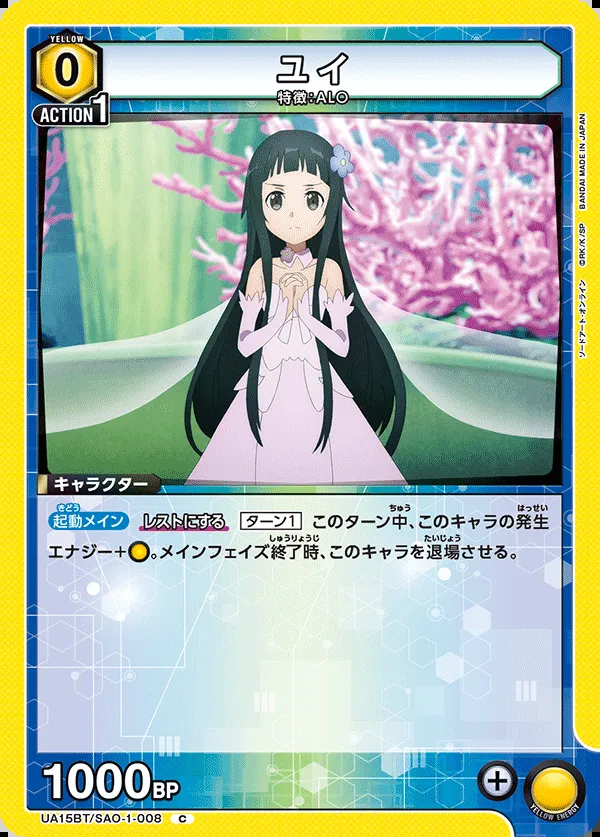 YELLOW
0
ACTION 1
ユイ
特徴:ALO
ソードアート・オンライン ©RK/K/SP BANDAI MADE IN JAPAN
キャラクター
起動メイン レストにする ターン1 このターン中、このキャラの発生
エナジー+。メインフェイズ終了時、このキャラを退場させる。
1000BP
+
YELLOW ENERGY
UA15BT/SAO-1-008 C